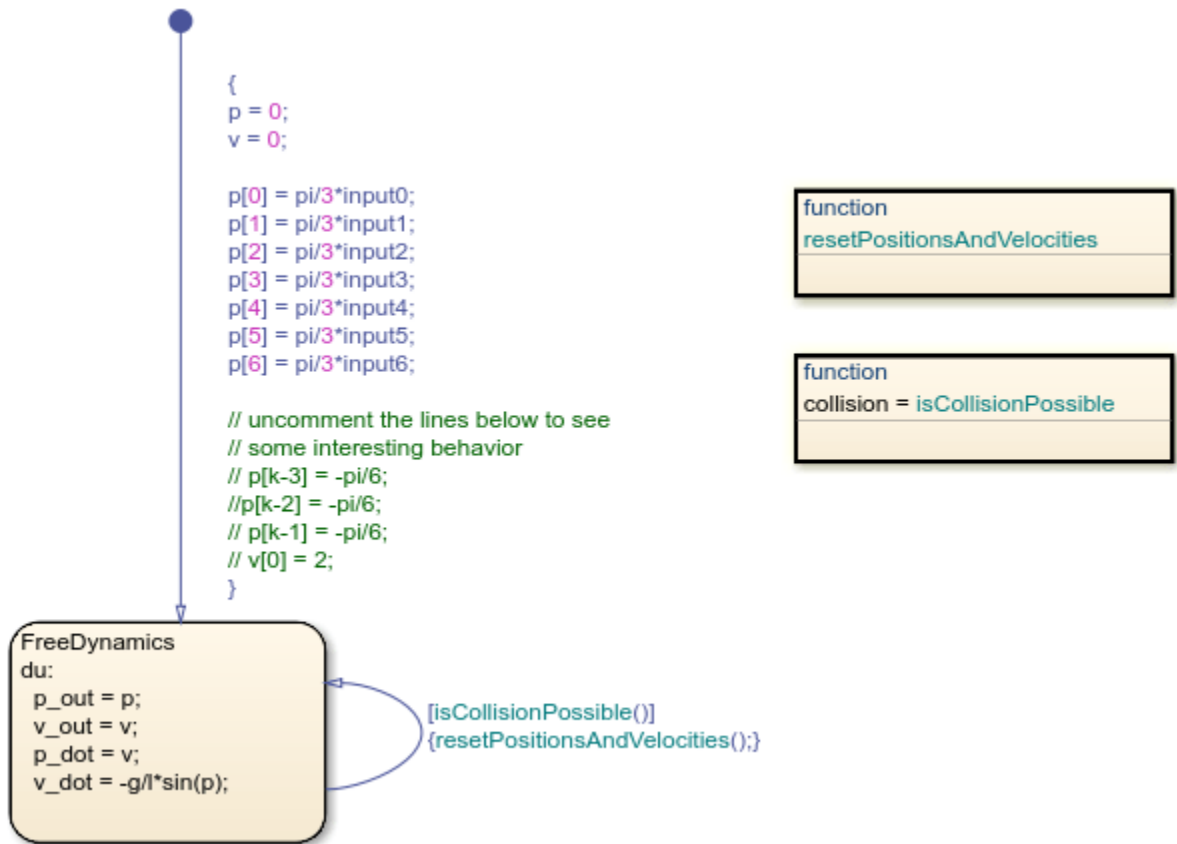 {
p = 0;
v = 0;
p[0] = pi/3*input0;
p[1] = pi/3*input1;
p[2] = pi/3*input2;
p[3] = pi/3*input3;
p[4] = pi/3*input4;
p[5] = pi/3*input5;
p[6] = pi/3*input6;
// uncomment the lines below to see
// some interesting behavior
// p[k-3] = -pi/6;
//p[k-2] = -pi/6;
// p[k-1] = -pi/6;
// v[0] = 2;
}
function
resetPositionsAndVelocities
function
collision = isCollisionPossible
FreeDynamics
du:
p_out = p;
v_out = v;
p_dot = v;
v_dot = -g/l*sin(p);
[isCollisionPossible()]
{resetPositionsAndVelocities();}